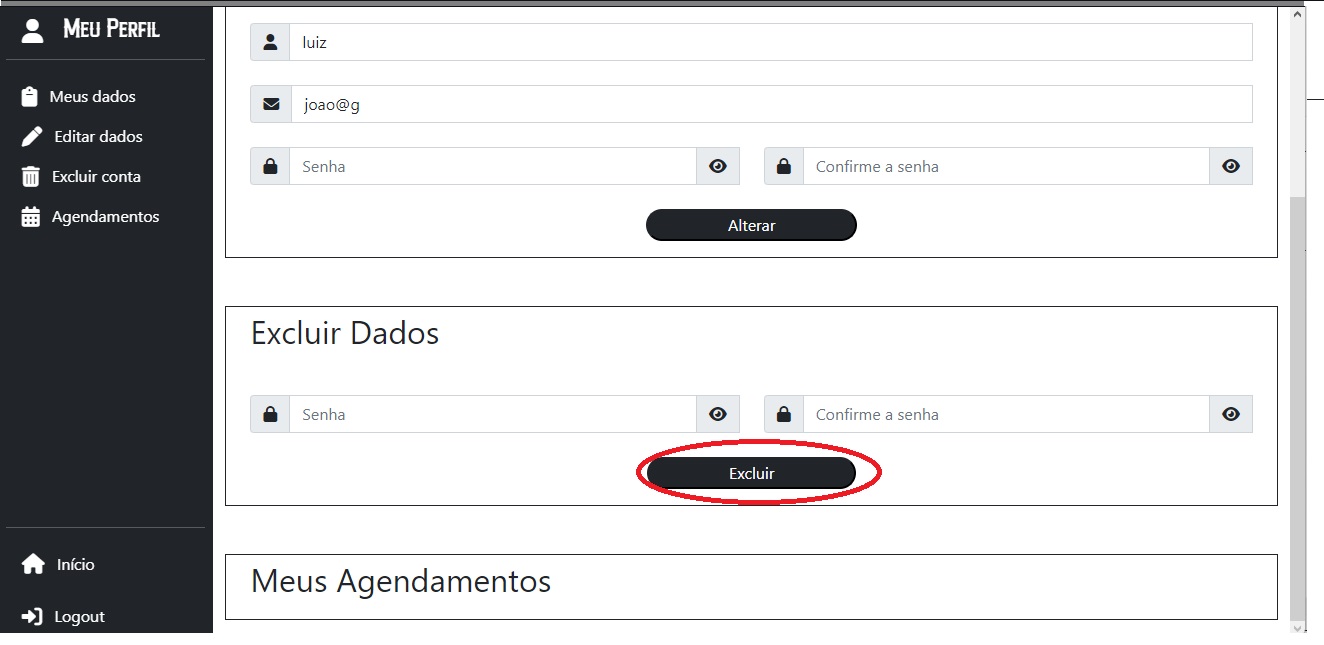 Meu Perfil
Meus dados
Editar dados
Excluir conta
Agendamentos
Início
Logout
luiz
joao@g
Senha
Confirme a senha
Alterar
Excluir Dados
Senha
Confirme a senha
Excluir
Meus Agendamentos